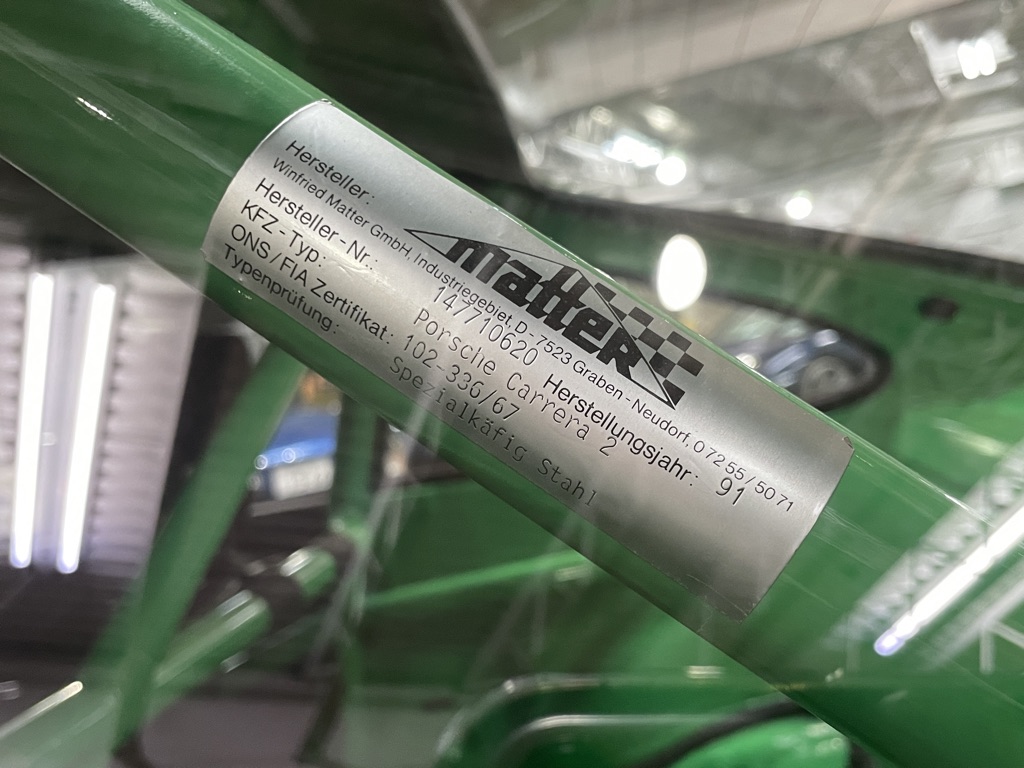 matter
Hersteller:
Winfried Matter GmbH, Industriegebiet, D-7523 Graben-Neudorf, 07255/5071
Hersteller-Nr.: 147710620 Herstellungsjahr: 91
KFZ-Typ: Porsche Carrera 2
ONS/FIA Zertifikat: 102-336/67
Typenprüfung: Spezialkäfig Stahl